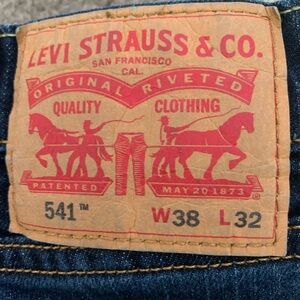 LEVI STRAUSS & CO.
SAN FRANCISCO
CAL.
ORIGINAL RIVETED
QUALITY CLOTHING
PATENTED MAY 20 1873
541™ W38 L32